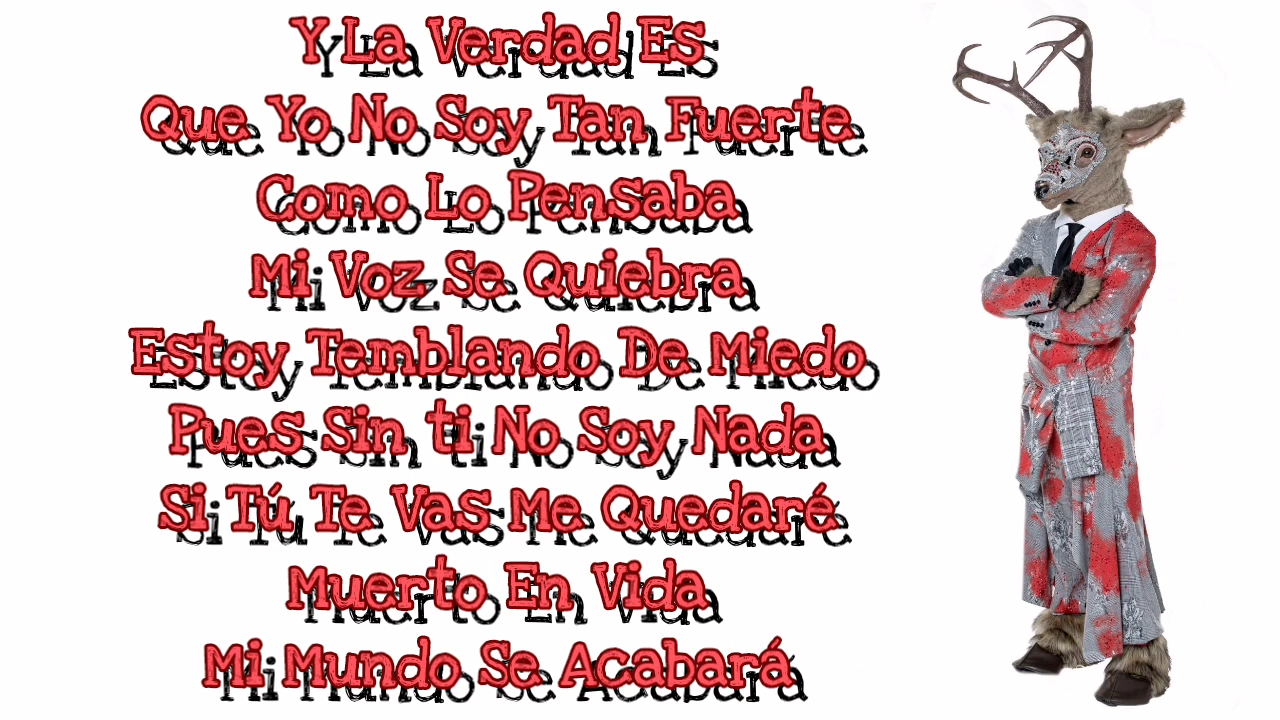 Y La Verdad Es
Que Yo No Soy Tan Fuerte
Como Lo Pensaba
Mi Voz Se Quiebra
Estoy Temblando De Miedo
Pues Sin ti No Soy Nada
Si Tú Te Vas Me Quedaré
Muerto En Vida
Mi Mundo Se Acabará